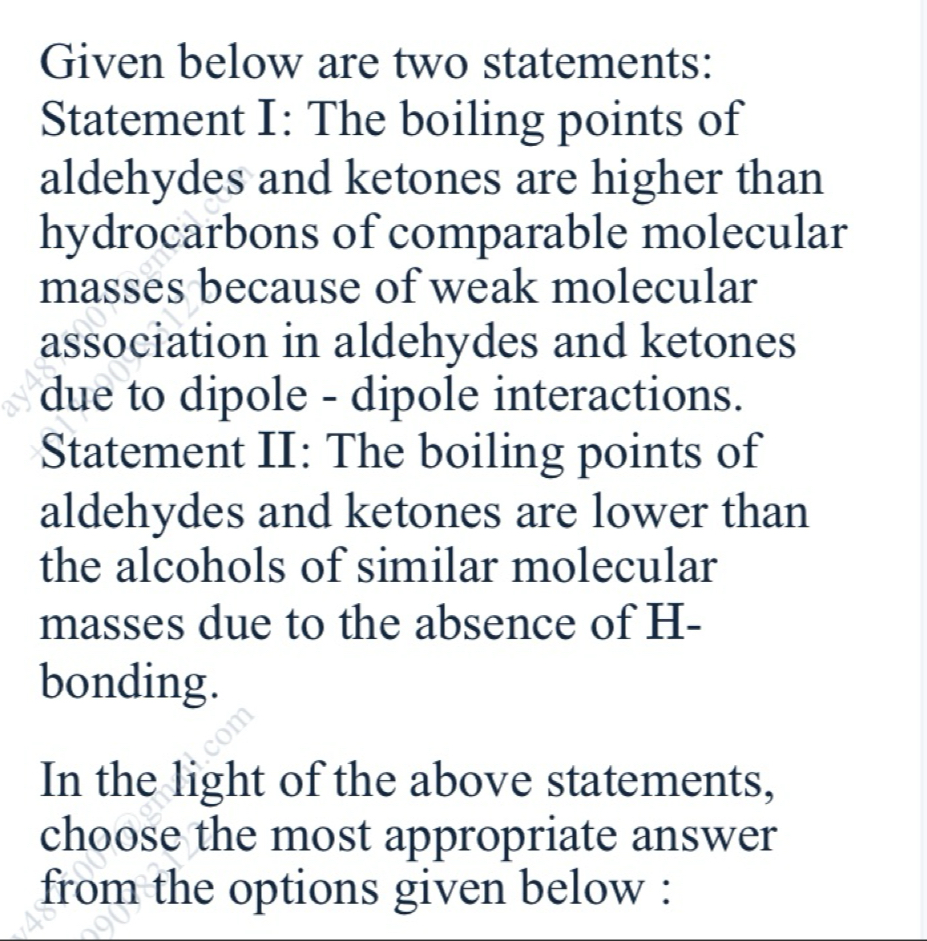 Given below are two statements:
Statement I: The boiling points of
aldehydes and ketones are higher than
hydrocarbons of comparable molecular
masses because of weak molecular
association in aldehydes and ketones
due to dipole - dipole interactions.
Statement II: The boiling points of
aldehydes and ketones are lower than
the alcohols of similar molecular
masses due to the absence of H-
bonding.
In the light of the above statements,
choose the most appropriate answer
from the options given below :